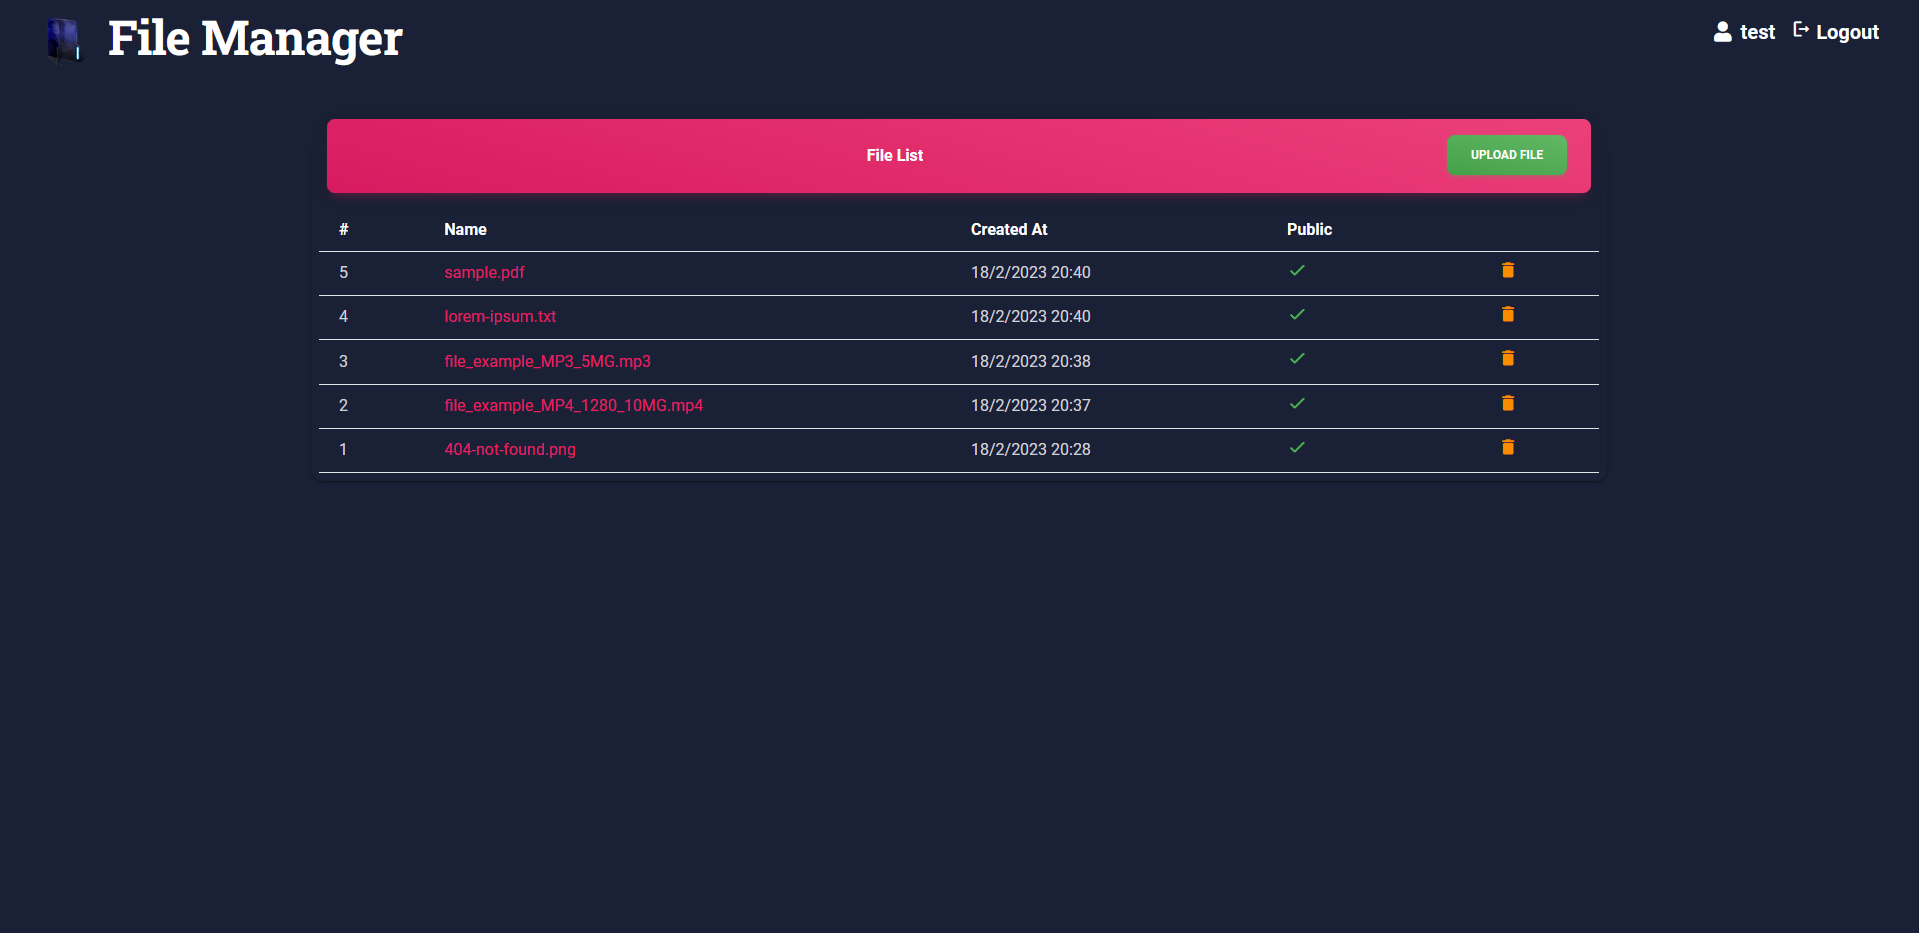 File Manager
test Logout
File List
UPLOAD FILE
# Name Created At Public
5 sample.pdf 18/2/2023 20:40
4 lorem-ipsum.txt 18/2/2023 20:40
3 file_example_MP3_5MG.mp3 18/2/2023 20:38
2 file_example_MP4_1280_10MG.mp4 18/2/2023 20:37
1 404-not-found.png 18/2/2023 20:28